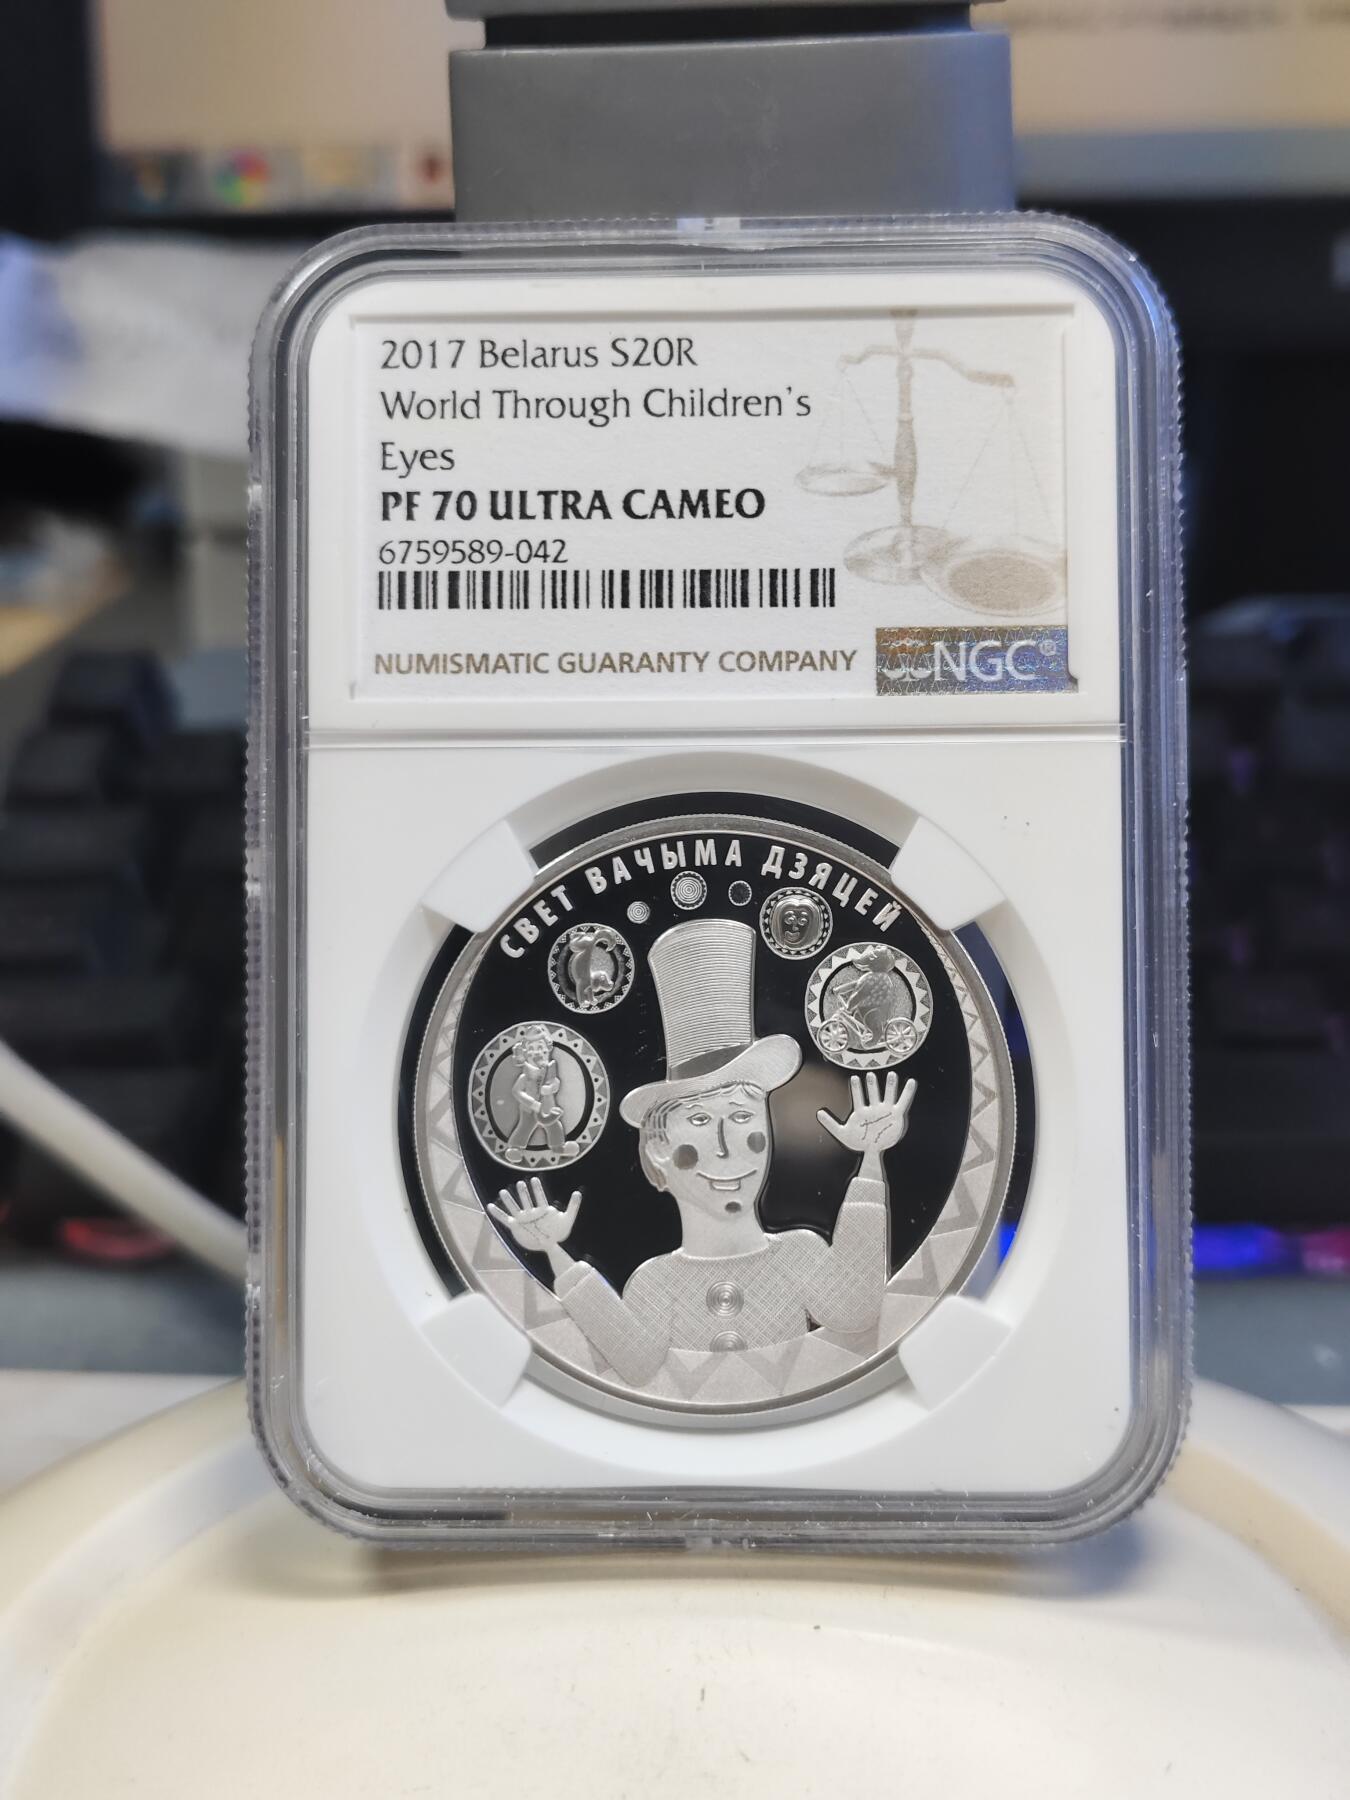 2017 Belarus S20R
World Through Children's
Eyes
PF 70 ULTRA CAMEO
6759589-042
NUMISMATIC GUARANTY COMPANY
NGC®
СВЕТ ВАЧЫМА ДЗЯЦЕЙ